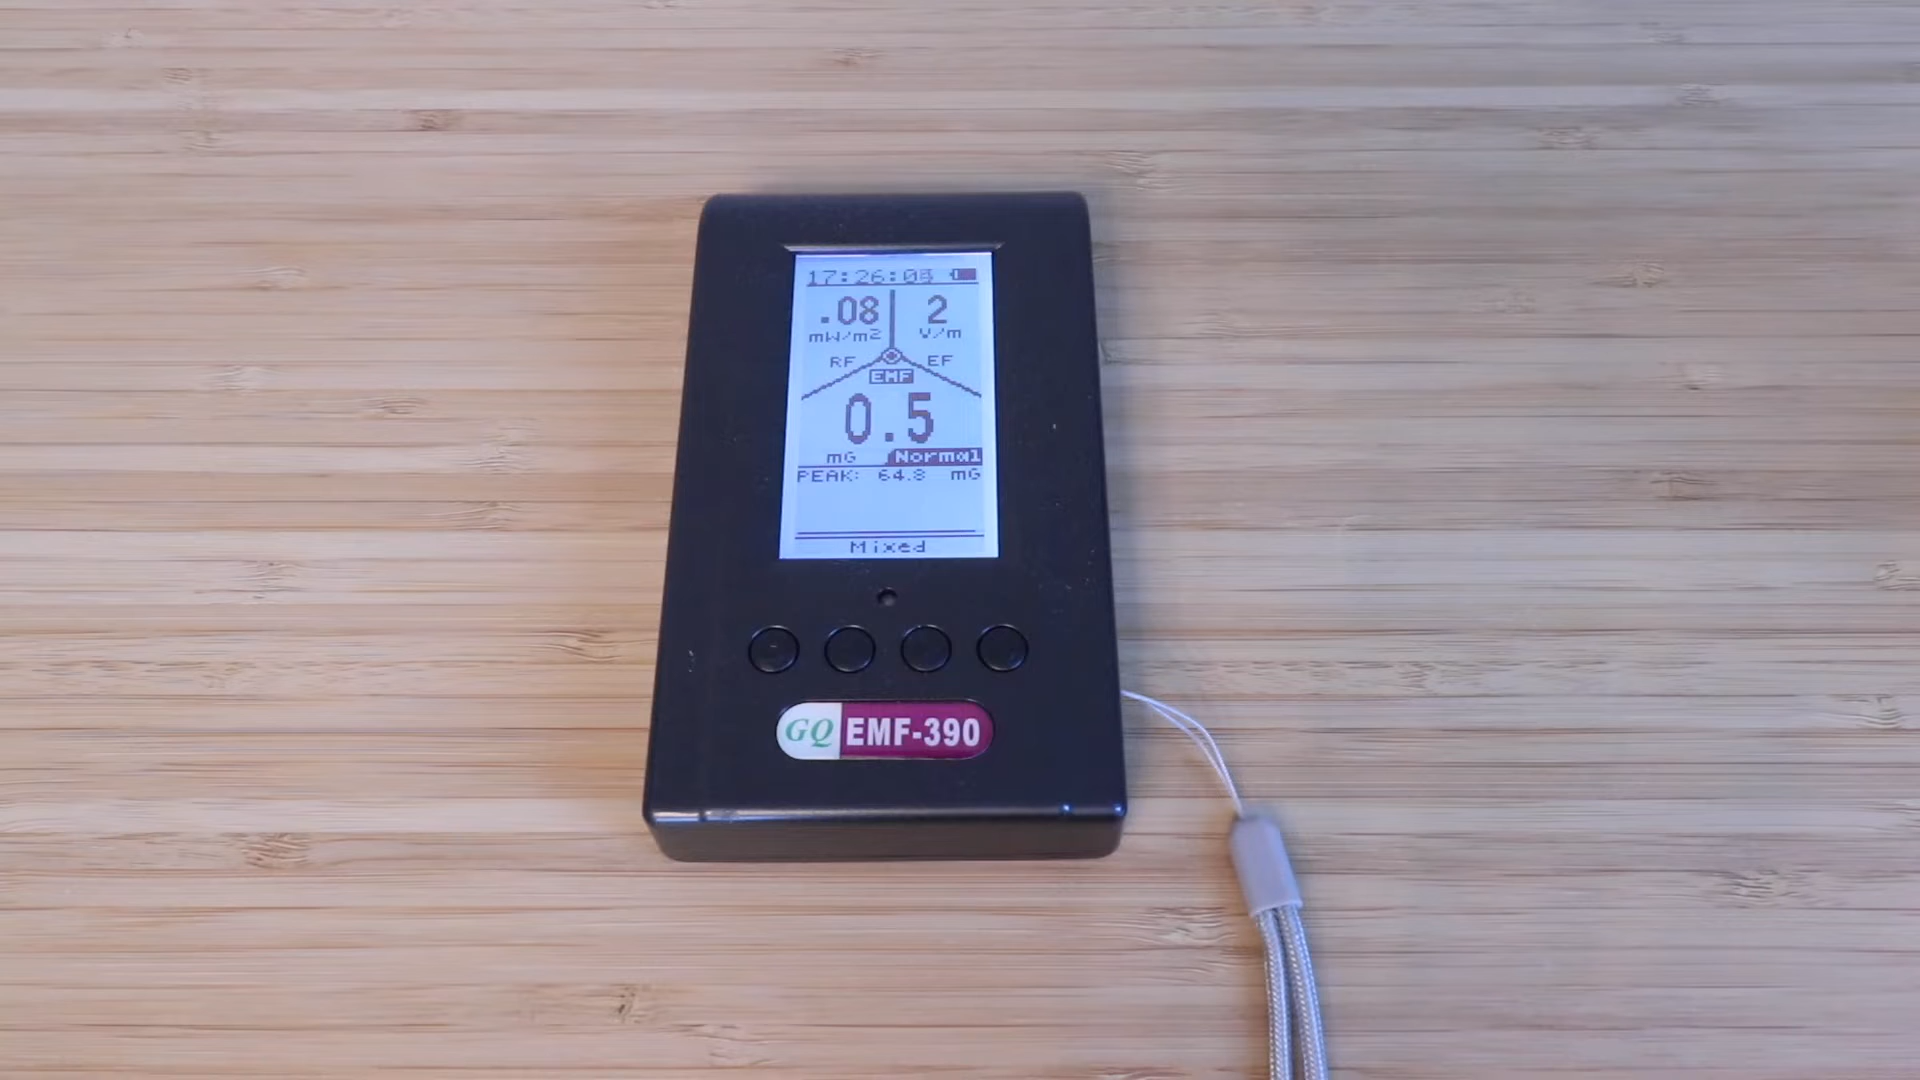 17:26:0
.08 2
mW/m2 V/m
RF EF
EMF
0.5
mG Normal
PEAK: 64.8 mG
Mixed
GQ EMF-390